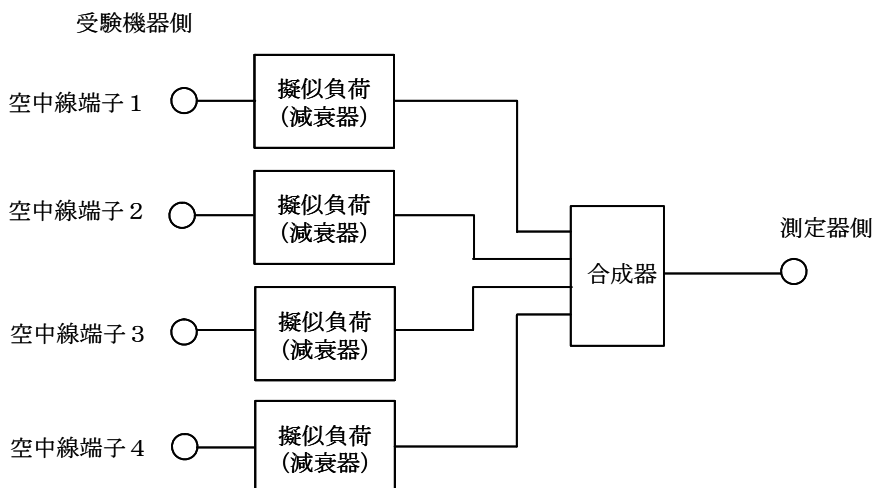 受験機器側
空中線端子1
擬似負荷
(減衰器)
空中線端子2
擬似負荷
(減衰器)
測定器側
合成器
空中線端子3
擬似負荷
(減衰器)
空中線端子4
擬似負荷
(減衰器)